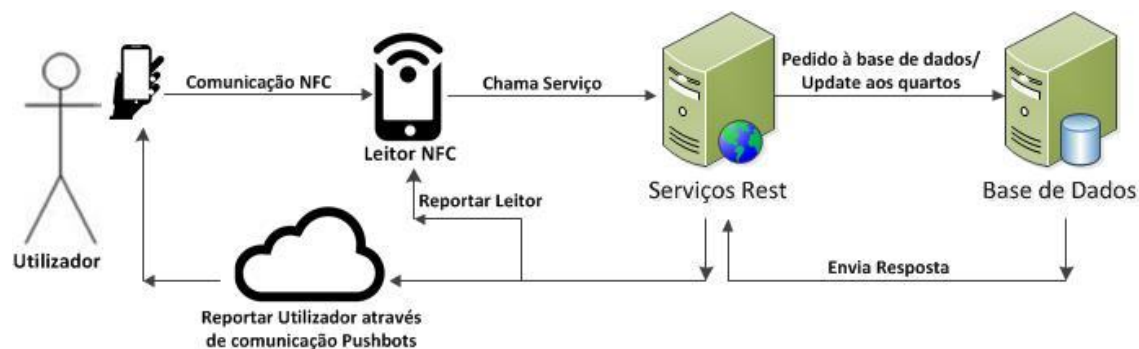 Comunicação NFC
Chama Serviço
Pedido à base de dados/
Update aos quartos
Leitor NFC
Serviços Rest
Base de Dados
Reportar Leitor
Utilizador
Envia Resposta
Reportar Utilizador através
de comunicação Pushbots